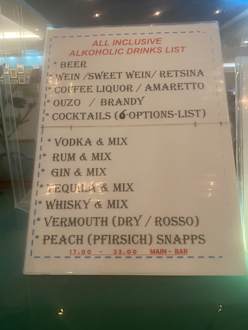 ALL INCLUSIVE
ALKOHOLIC DRINKS LIST
* BEER
* WEIN /SWEET WEIN/ RETSINA
* COFFEE LIQUOR / AMARETTO
* OUZO / BRANDY
* COCKTAILS (6-OPTIONS-LIST)
* VODKA & MIX
* RUM & MIX
* GIN & MIX
* TEQUILA & MIX
* WHISKY & MIX
* VERMOUTH (DRY / ROSSO)
* PEACH (PFIRSICH) SNAPPS
17.00 - 23.00 MAIN - BAR